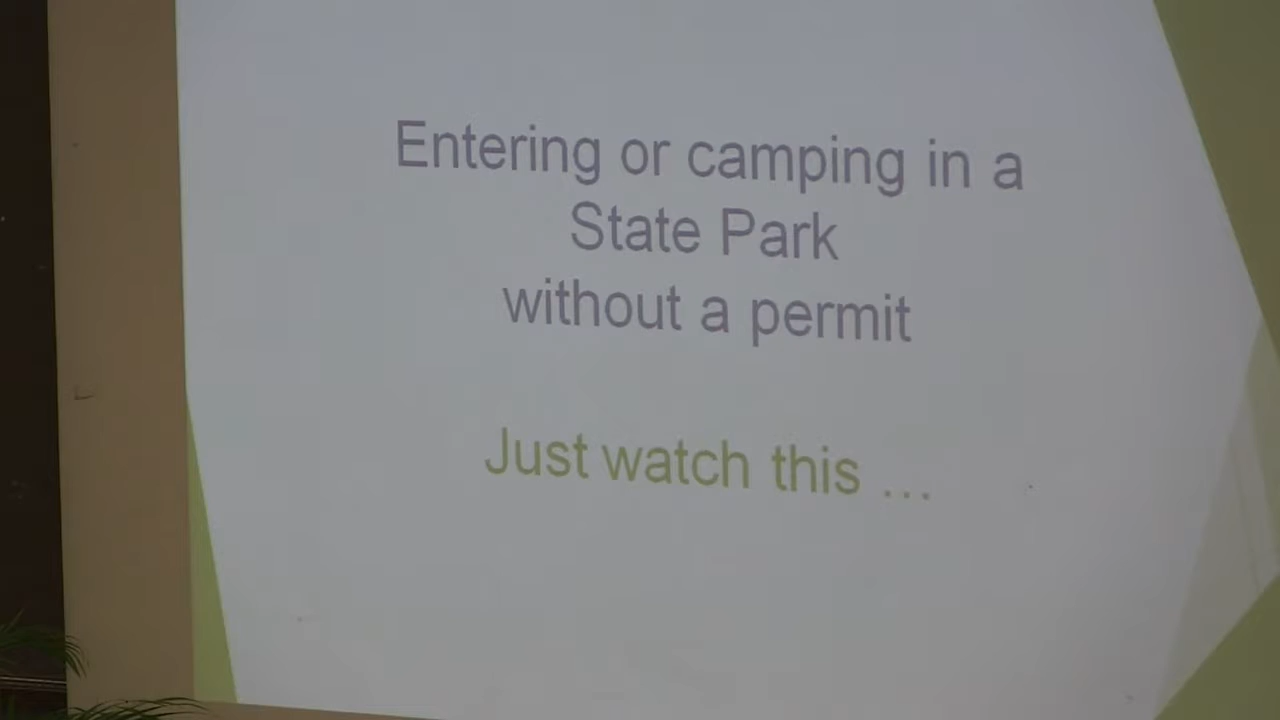 Entering or camping in a
State Park
without a permit
Just watch this ...